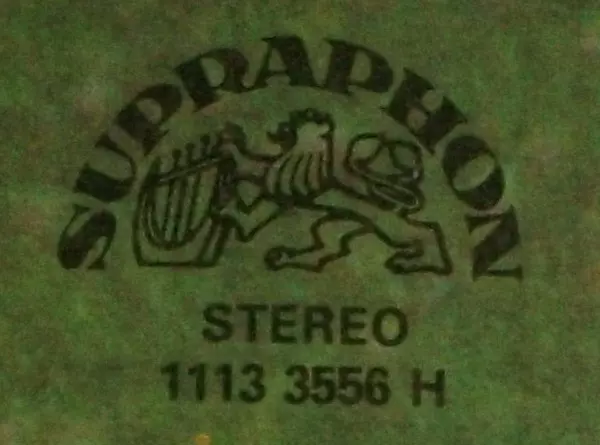 SUPRAPHON
STEREO
1113 3556 H